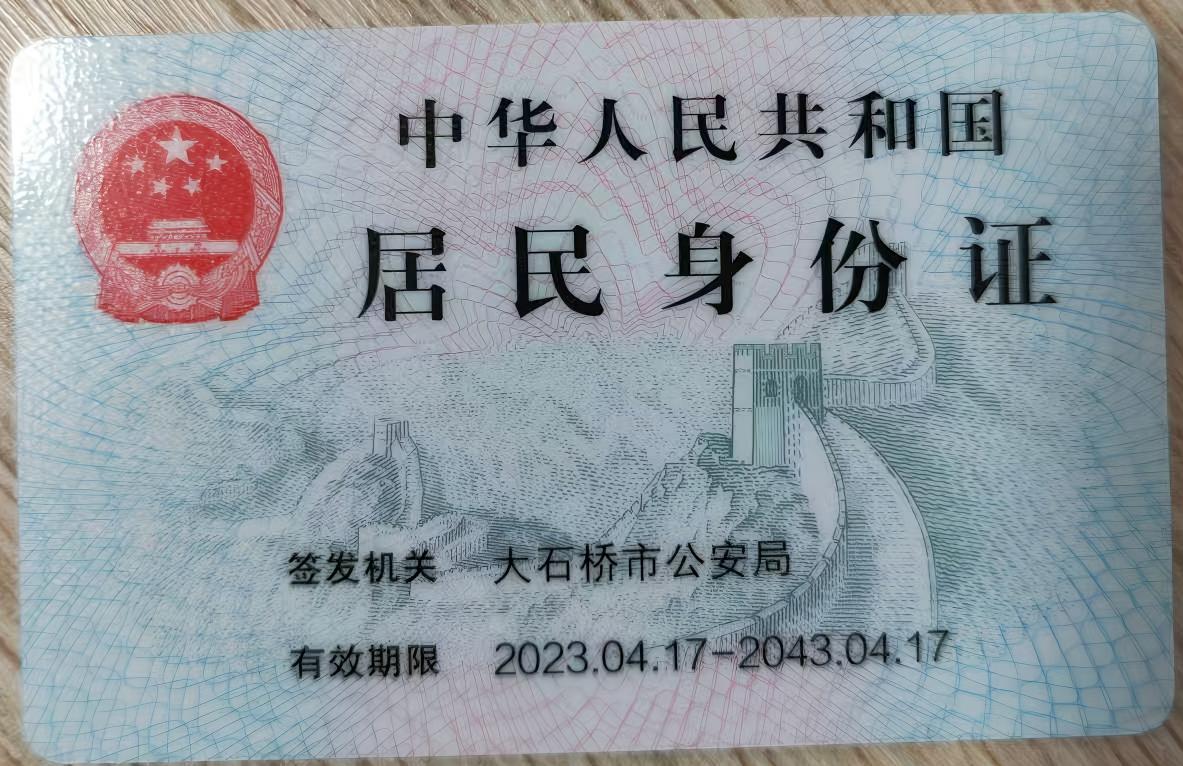 中华人民共和国
居民身份证
签发机关 大石桥市公安局
有效期限 2023.04.17-2043.04.17